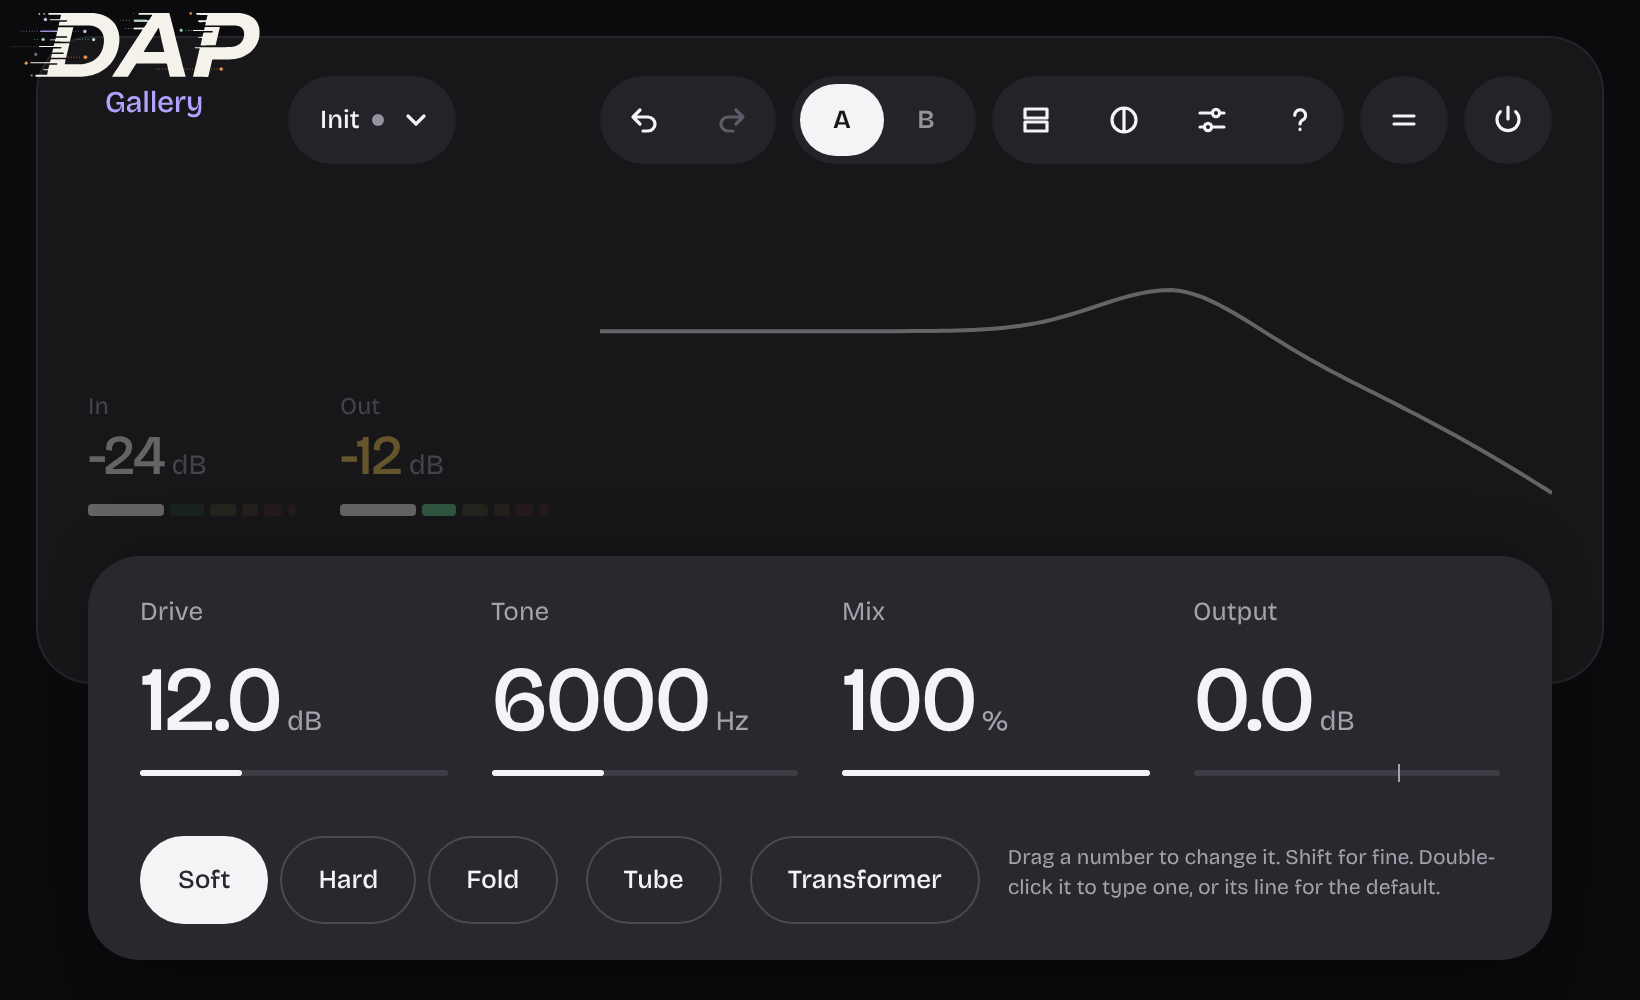 DAP
Gallery
Init
A B
?
In
-24 dB
Out
-12 dB
Drive
12.0 dB
Tone
6000 Hz
Mix
100 %
Output
0.0 dB
Soft
Hard
Fold
Tube
Transformer
Drag a number to change it. Shift for fine. Double-
click it to type one, or its line for the default.